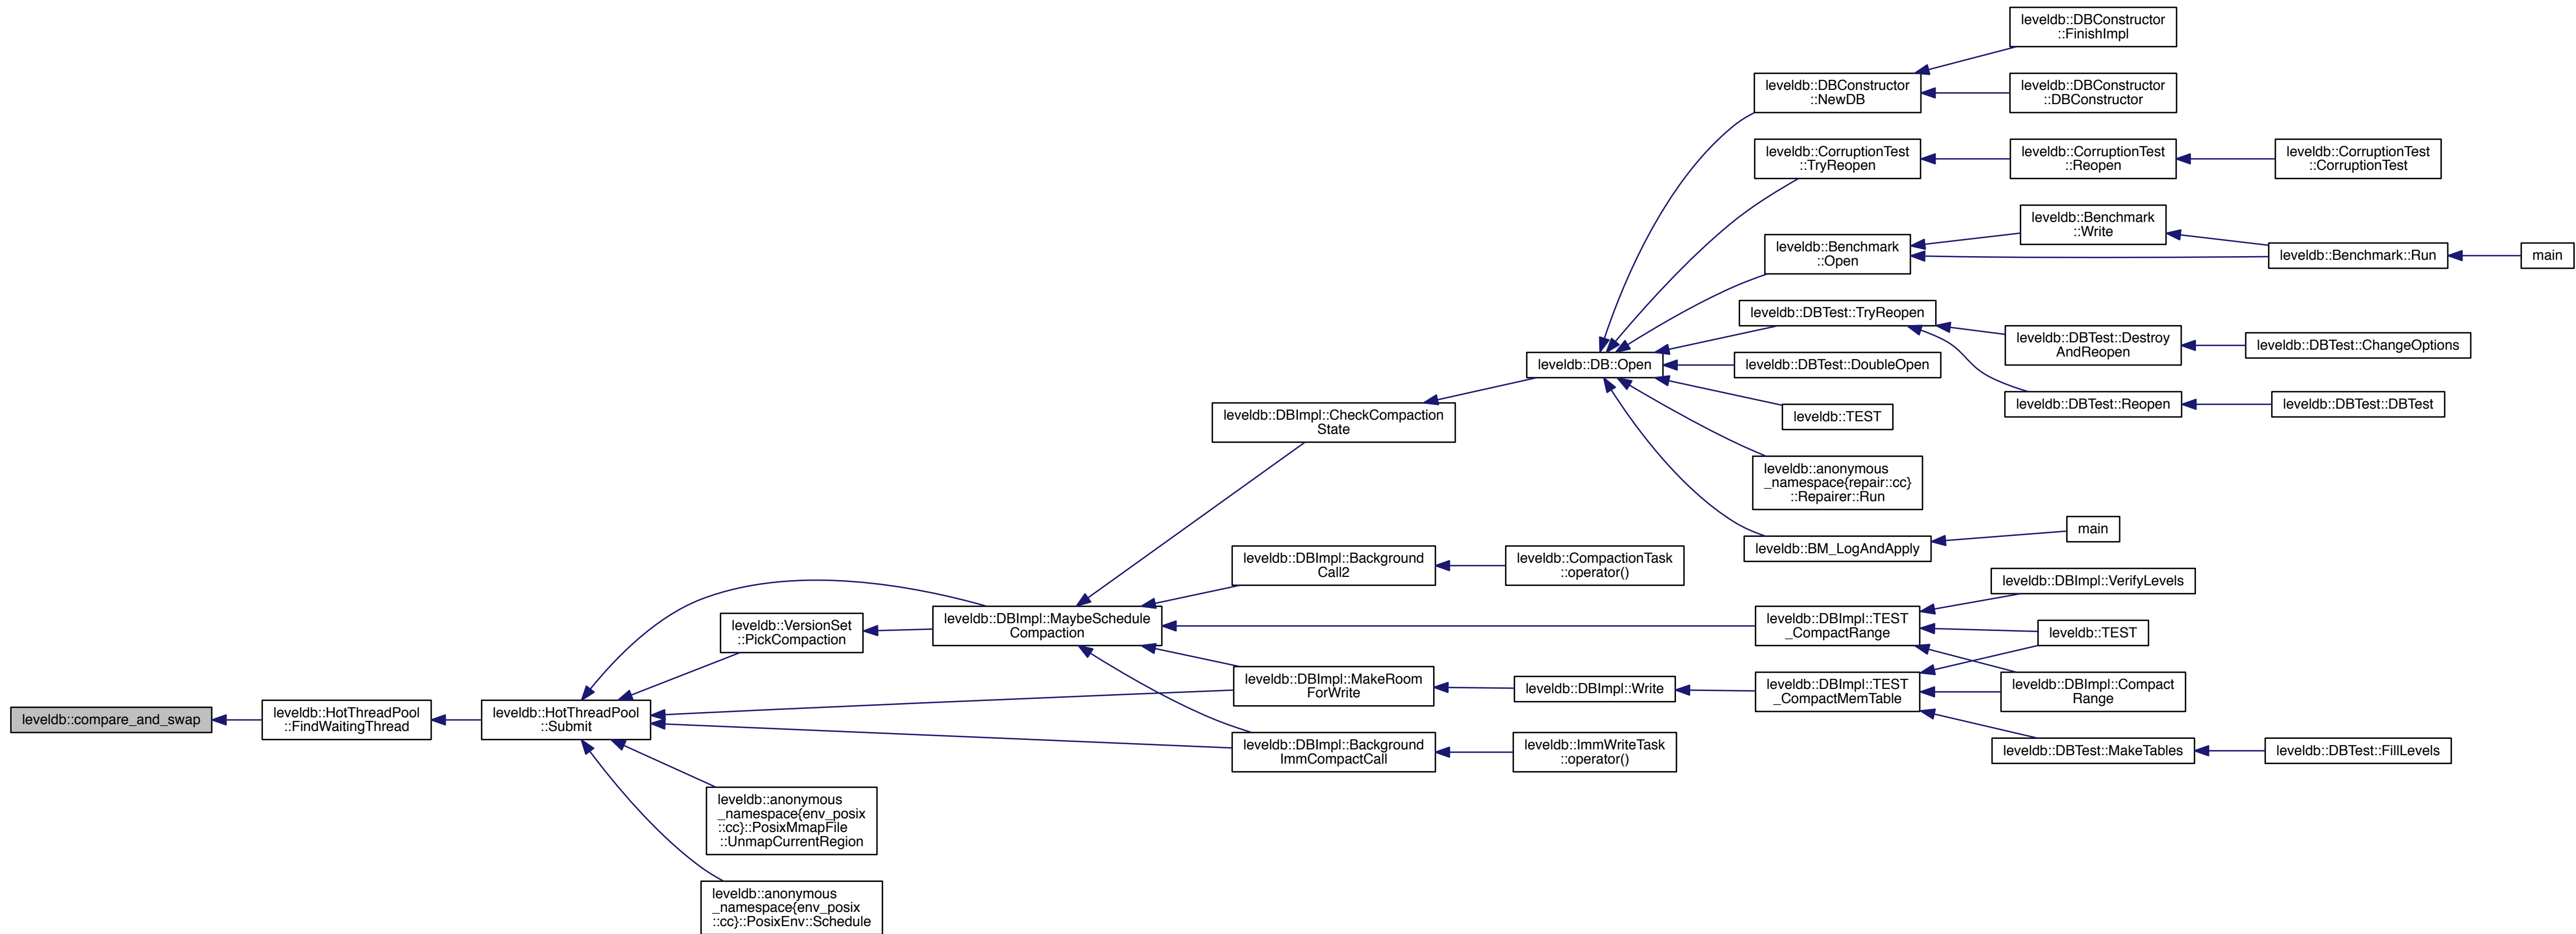 leveldb::DBConstructor
::FinishImpl
leveldb::DBConstructor
::NewDB
leveldb::DBConstructor
::DBConstructor
leveldb::CorruptionTest
::TryReopen
leveldb::CorruptionTest
::Reopen
leveldb::CorruptionTest
::CorruptionTest
leveldb::Benchmark
::Write
leveldb::Benchmark
::Open
leveldb::Benchmark::Run
main
leveldb::DBTest::TryReopen
leveldb::DBTest::Destroy
AndReopen
leveldb::DBTest::ChangeOptions
leveldb::DB::Open
leveldb::DBTest::DoubleOpen
leveldb::DBTest::Reopen
leveldb::DBTest::DBTest
leveldb::DBImpl::CheckCompaction
State
leveldb::TEST
leveldb::anonymous
_namespace{repair::cc}
::Repairer::Run
main
leveldb::BM_LogAndApply
leveldb::DBImpl::Background
Call2
leveldb::CompactionTask
::operator()
leveldb::DBImpl::VerifyLevels
leveldb::VersionSet
::PickCompaction
leveldb::DBImpl::MaybeSchedule
Compaction
leveldb::DBImpl::TEST
_CompactRange
leveldb::TEST
leveldb::DBImpl::MakeRoom
ForWrite
leveldb::DBImpl::Write
leveldb::DBImpl::TEST
_CompactMemTable
leveldb::DBImpl::Compact
Range
leveldb::compare_and_swap
leveldb::HotThreadPool
::FindWaitingThread
leveldb::HotThreadPool
::Submit
leveldb::DBImpl::Background
ImmCompactCall
leveldb::ImmWriteTask
::operator()
leveldb::DBTest::MakeTables
leveldb::DBTest::FillLevels
leveldb::anonymous
_namespace{env_posix
::cc}::PosixMmapFile
::UnmapCurrentRegion
leveldb::anonymous
_namespace{env_posix
::cc}::PosixEnv::Schedule